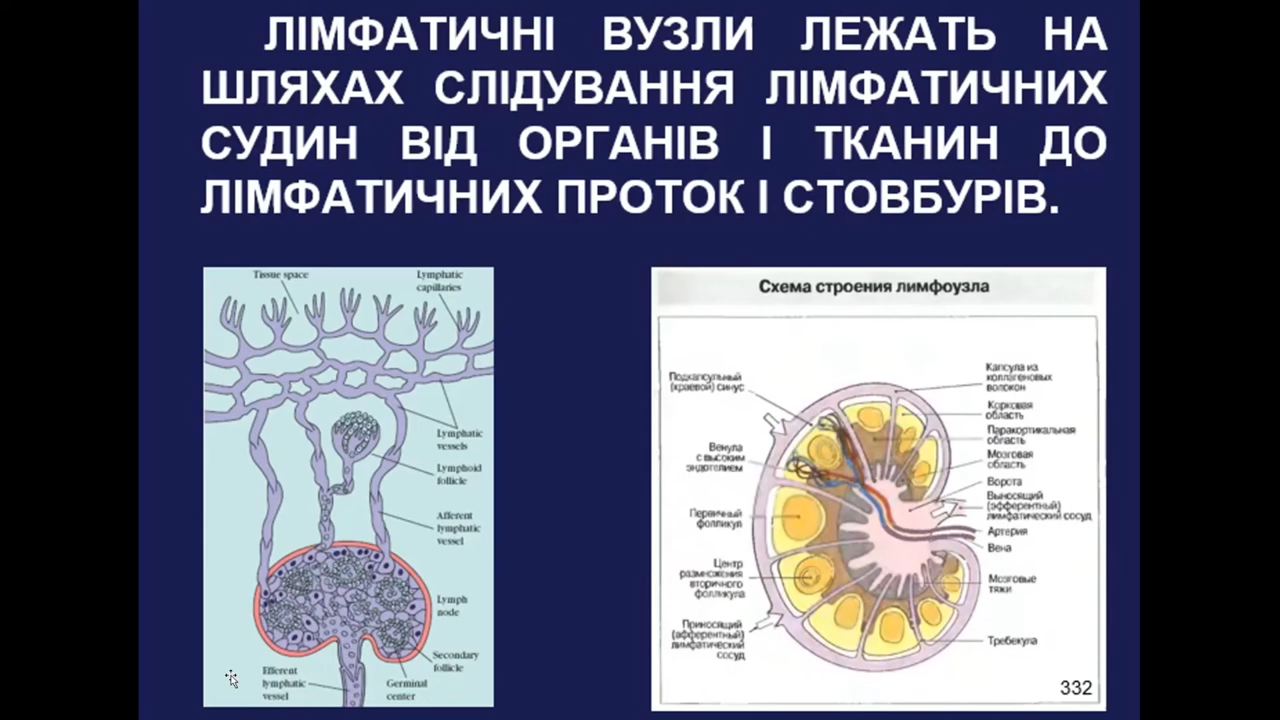 ЛІМФАТИЧНІ ВУЗЛИ ЛЕЖАТЬ НА
ШЛЯХАХ СЛІДУВАННЯ ЛІМФАТИЧНИХ
СУДИН ВІД ОРГАНІВ І ТКАНИН ДО
ЛІМФАТИЧНИХ ПРОТОК І СТОВБУРІВ.
Tissue space
Lymphatic
capillaries
Lymphatic
vessels
Lymphoid
follicle
Afferent
lymphatic
vessel
Lymph
node
Secondary
follicle
Efferent
lymphatic
vessel
Germinal
center
Схема строения лимфоузла
Подкапсульный
(краевой) синус
Венула
с высоким
эндотелием
Первичный
фолликул
Центр
размножения
вторичного
фолликула
Приносящий
(афферентный)
лимфатический
сосуд
Капсула из
коллагеновых
волокон
Корковая
область
Паракортикальная
область
Мозговая
область
Ворота
Выносящий
(эфферентный)
лимфатический сосуд
Артерия
Вена
Мозговые
тяжи
Требекула
332